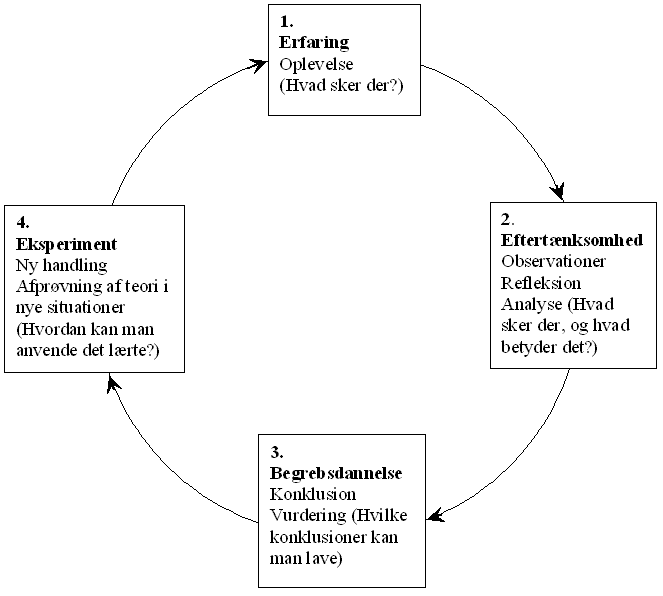 1.
Erfaring
Oplevelse
(Hvad sker der?)
2.
Eftertænksomhed
Observationer
Refleksion
Analyse (Hvad
sker der, og hvad
betyder det?)
3.
Begrebsdannelse
Konklusion
Vurdering (Hvilke
konklusioner kan
man lave)
4.
Eksperiment
Ny handling
Afprøvning af teori i
nye situationer
(Hvordan kan man
anvende det lærte?)